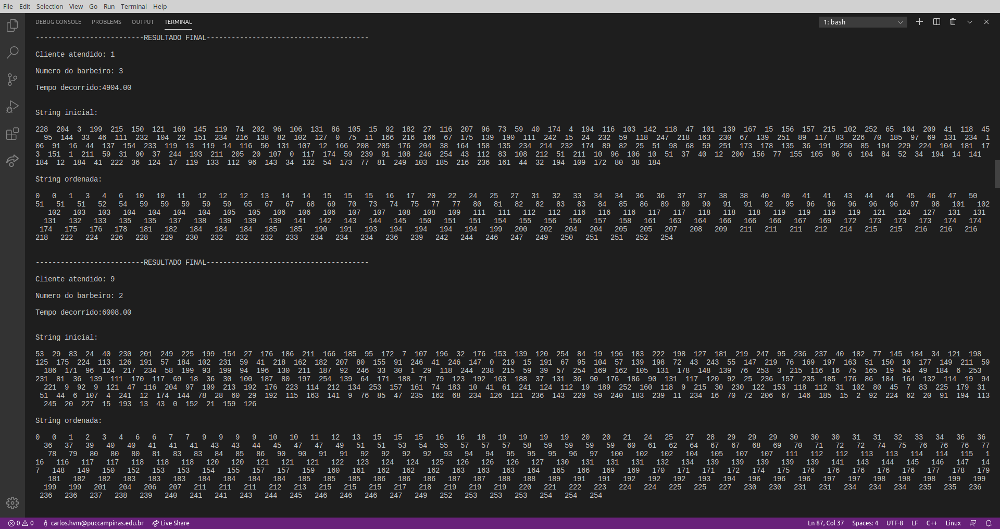 File Edit Selection View Go Run Terminal Help
DEBUG CONSOLE PROBLEMS OUTPUT TERMINAL 1: bash
--------------------------RESULTADO FINAL---------------------------------------
Cliente atendido: 1
Numero do barbeiro: 3
Tempo decorrido:4904.00
String inicial:
228 204 3 199 215 150 121 169 145 119 74 202 96 106 131 86 105 15 92 182 27 116 207 96 73 59 40 174 4 194 116 103 142 118 47 101 139 167 15 156 157 215 102 252 65 104 209 41 118 45
95 144 33 46 111 232 104 22 151 234 216 138 82 102 127 0 75 11 166 216 166 67 175 139 190 111 242 15 24 232 59 118 247 218 163 230 67 139 251 89 117 83 226 70 185 97 69 131 234 1
06 91 16 44 137 154 233 119 13 119 14 116 50 131 107 12 166 208 205 176 204 38 164 158 135 234 214 232 174 89 82 25 51 98 68 59 251 173 178 135 36 191 250 85 194 229 224 104 181 17
3 151 1 211 59 31 90 37 244 193 211 205 20 107 0 117 174 59 239 91 108 246 254 43 112 83 108 212 51 211 10 96 106 10 51 37 40 12 200 156 77 155 105 96 6 104 84 52 34 194 14 141
184 12 184 41 222 36 124 17 119 133 112 96 143 34 132 54 173 77 81 249 103 185 216 236 161 44 32 194 109 172 80 38 184
String ordenada:
0 0 1 3 4 6 10 10 11 12 12 12 13 14 14 15 15 15 16 17 20 22 24 25 27 31 32 33 34 34 36 36 37 37 38 38 40 40 41 41 43 44 44 45 46 47 50
51 51 51 52 54 59 59 59 59 65 67 67 68 69 70 73 74 75 77 77 80 81 82 82 83 83 84 85 86 89 89 90 91 91 92 95 96 96 96 96 97 98 101 102
102 103 103 104 104 104 104 105 105 106 106 106 107 107 108 108 109 111 111 112 112 116 116 116 117 117 118 118 118 119 119 119 119 121 124 127 131 131
131 132 133 135 135 137 138 139 139 139 141 142 143 144 145 150 151 151 154 155 156 156 157 158 161 163 164 166 166 166 167 169 172 173 173 173 174 174
174 175 176 178 181 182 184 184 184 185 185 190 191 193 194 194 194 194 199 200 202 204 204 205 205 207 208 209 211 211 211 212 214 215 215 216 216 216
218 222 224 226 228 229 230 232 232 232 233 234 234 234 236 239 242 244 246 247 249 250 251 251 252 254
--------------------------RESULTADO FINAL---------------------------------------
Cliente atendido: 9
Numero do barbeiro: 2
Tempo decorrido:6008.00
String inicial:
53 29 83 24 40 230 201 249 225 199 154 27 176 186 211 166 185 95 172 7 107 196 32 176 153 139 120 254 84 19 196 183 222 198 127 181 219 247 95 236 237 40 182 77 145 184 34 121 198
125 175 224 113 126 191 57 184 102 231 59 41 218 162 182 207 80 155 91 246 41 246 147 0 219 15 191 67 95 104 57 139 198 72 43 243 55 147 219 76 169 197 163 51 150 10 177 149 211 59
186 171 96 124 217 234 58 199 93 199 94 196 130 211 187 92 246 33 30 1 29 118 244 238 215 59 39 57 254 169 162 105 131 178 148 139 76 253 3 215 116 16 75 165 19 54 49 184 6 253
231 81 36 139 111 170 117 69 18 36 30 100 187 80 197 254 139 64 171 188 71 79 123 192 163 188 37 131 36 90 176 186 90 131 117 120 92 25 236 157 235 185 176 86 184 164 132 114 19 94
221 9 92 9 121 47 116 204 97 199 213 192 176 223 114 212 134 253 157 161 74 183 10 41 61 241 124 112 19 189 252 160 118 9 215 30 230 122 153 118 112 31 102 80 45 7 83 225 179 31
51 44 6 107 4 241 12 174 144 78 28 60 29 192 115 163 141 9 76 85 47 235 162 68 234 126 121 236 143 220 59 240 183 239 11 234 16 70 72 206 67 146 185 15 2 92 224 62 20 91 194 113
245 20 227 15 193 13 43 0 152 21 159 126
String ordenada:
0 0 1 2 3 4 6 6 7 7 9 9 9 9 10 10 11 12 13 15 15 15 16 16 18 19 19 19 19 20 20 21 24 25 27 28 29 29 29 30 30 30 31 31 32 33 34 36 36
36 37 39 40 40 41 41 41 43 43 44 45 47 47 49 51 51 53 54 55 57 57 57 58 59 59 59 59 60 61 62 64 67 67 68 69 70 71 72 72 74 75 76 76 76 77
78 79 80 80 80 81 83 83 84 85 86 90 90 91 91 92 92 92 92 93 94 94 95 95 95 96 97 100 102 102 104 105 107 107 111 112 112 113 113 114 114 115 1
16 116 117 117 118 118 118 120 120 121 121 121 122 123 124 124 125 126 126 126 127 130 131 131 131 132 134 139 139 139 139 139 141 143 144 145 146 147 14
7 148 149 150 152 153 153 154 155 157 157 159 160 161 162 162 162 163 163 163 164 165 166 169 169 170 171 171 172 174 175 176 176 176 176 176 177 178 179
181 182 182 183 183 183 184 184 184 184 185 185 185 186 186 186 187 187 188 188 189 191 191 192 192 192 193 194 196 196 196 197 197 198 198 198 199 199
199 199 201 204 206 207 211 211 211 212 213 215 215 215 217 218 219 219 219 220 221 222 223 224 224 225 225 227 230 230 231 231 234 234 234 235 235 236
236 236 237 238 239 240 241 241 243 244 245 246 246 246 247 249 252 253 253 253 254 254 254
0 0 carlos.hvm@puccampinas.edu.br Live Share Ln 87, Col 37 Spaces: 4 UTF-8 LF C++ Linux